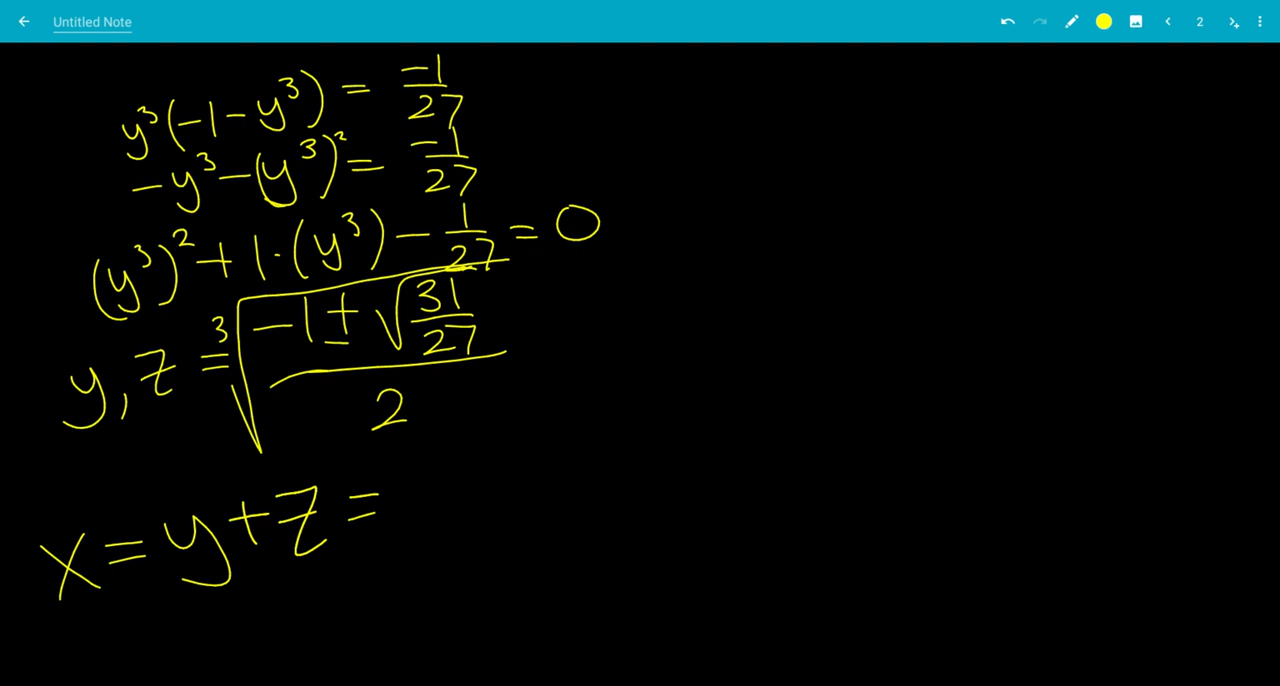 Untitled Note
2
y³(-1-y³) = -1/27
-y³-(y³)² = -1/27
(y³)²+1·(y³)-1/27 = 0
y,z = ∛((-1±√(31/27))/2)
x=y+z=